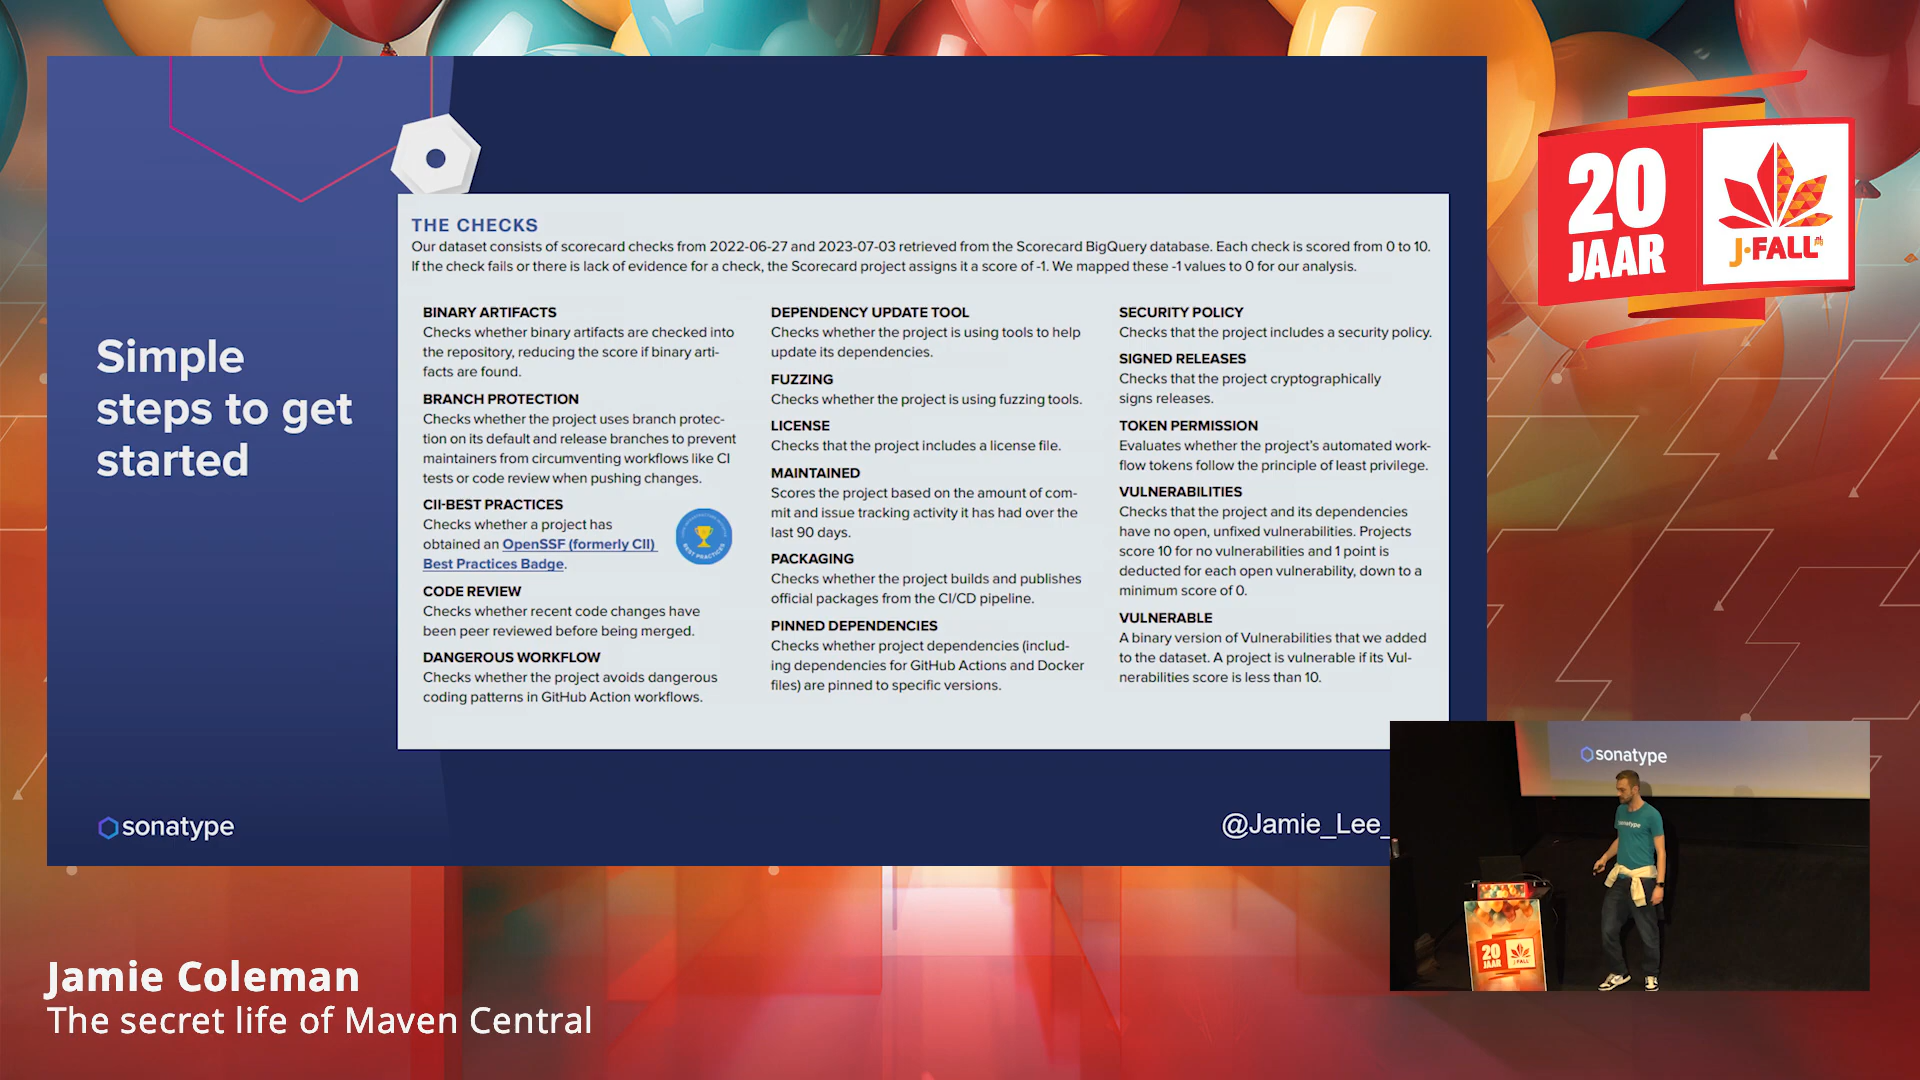 Simple
steps to get
started
THE CHECKS
Our dataset consists of scorecard checks from 2022-06-27 and 2023-07-03 retrieved from the Scorecard BigQuery database. Each check is scored from 0 to 10.
If the check fails or there is lack of evidence for a check, the Scorecard project assigns it a score of -1. We mapped these -1 values to 0 for our analysis.
BINARY ARTIFACTS
Checks whether binary artifacts are checked into
the repository, reducing the score if binary arti-
facts are found.
BRANCH PROTECTION
Checks whether the project uses branch protec-
tion on its default and release branches to prevent
maintainers from circumventing workflows like CI
tests or code review when pushing changes.
CII-BEST PRACTICES
Checks whether a project has
obtained an OpenSSF (formerly CII)
Best Practices Badge.
BEST PRACTICES
CODE REVIEW
Checks whether recent code changes have
been peer reviewed before being merged.
DANGEROUS WORKFLOW
Checks whether the project avoids dangerous
coding patterns in GitHub Action workflows.
DEPENDENCY UPDATE TOOL
Checks whether the project is using tools to help
update its dependencies.
FUZZING
Checks whether the project is using fuzzing tools.
LICENSE
Checks that the project includes a license file.
MAINTAINED
Scores the project based on the amount of com-
mit and issue tracking activity it has had over the
last 90 days.
PACKAGING
Checks whether the project builds and publishes
official packages from the CI/CD pipeline.
PINNED DEPENDENCIES
Checks whether project dependencies (includ-
ing dependencies for GitHub Actions and Docker
files) are pinned to specific versions.
SECURITY POLICY
Checks that the project includes a security policy.
SIGNED RELEASES
Checks that the project cryptographically
signs releases.
TOKEN PERMISSION
Evaluates whether the project's automated work-
flow tokens follow the principle of least privilege.
VULNERABILITIES
Checks that the project and its dependencies
have no open, unfixed vulnerabilities. Projects
score 10 for no vulnerabilities and 1 point is
deducted for each open vulnerability, down to a
minimum score of 0.
VULNERABLE
A binary version of Vulnerabilities that we added
to the dataset. A project is vulnerable if its Vul-
nerabilities score is less than 10.
sonatype
@Jamie_Lee_
20
JAAR
J-FALL
sonatype
sonatype
20
JAAR
J-FALL
Jamie Coleman
The secret life of Maven Central